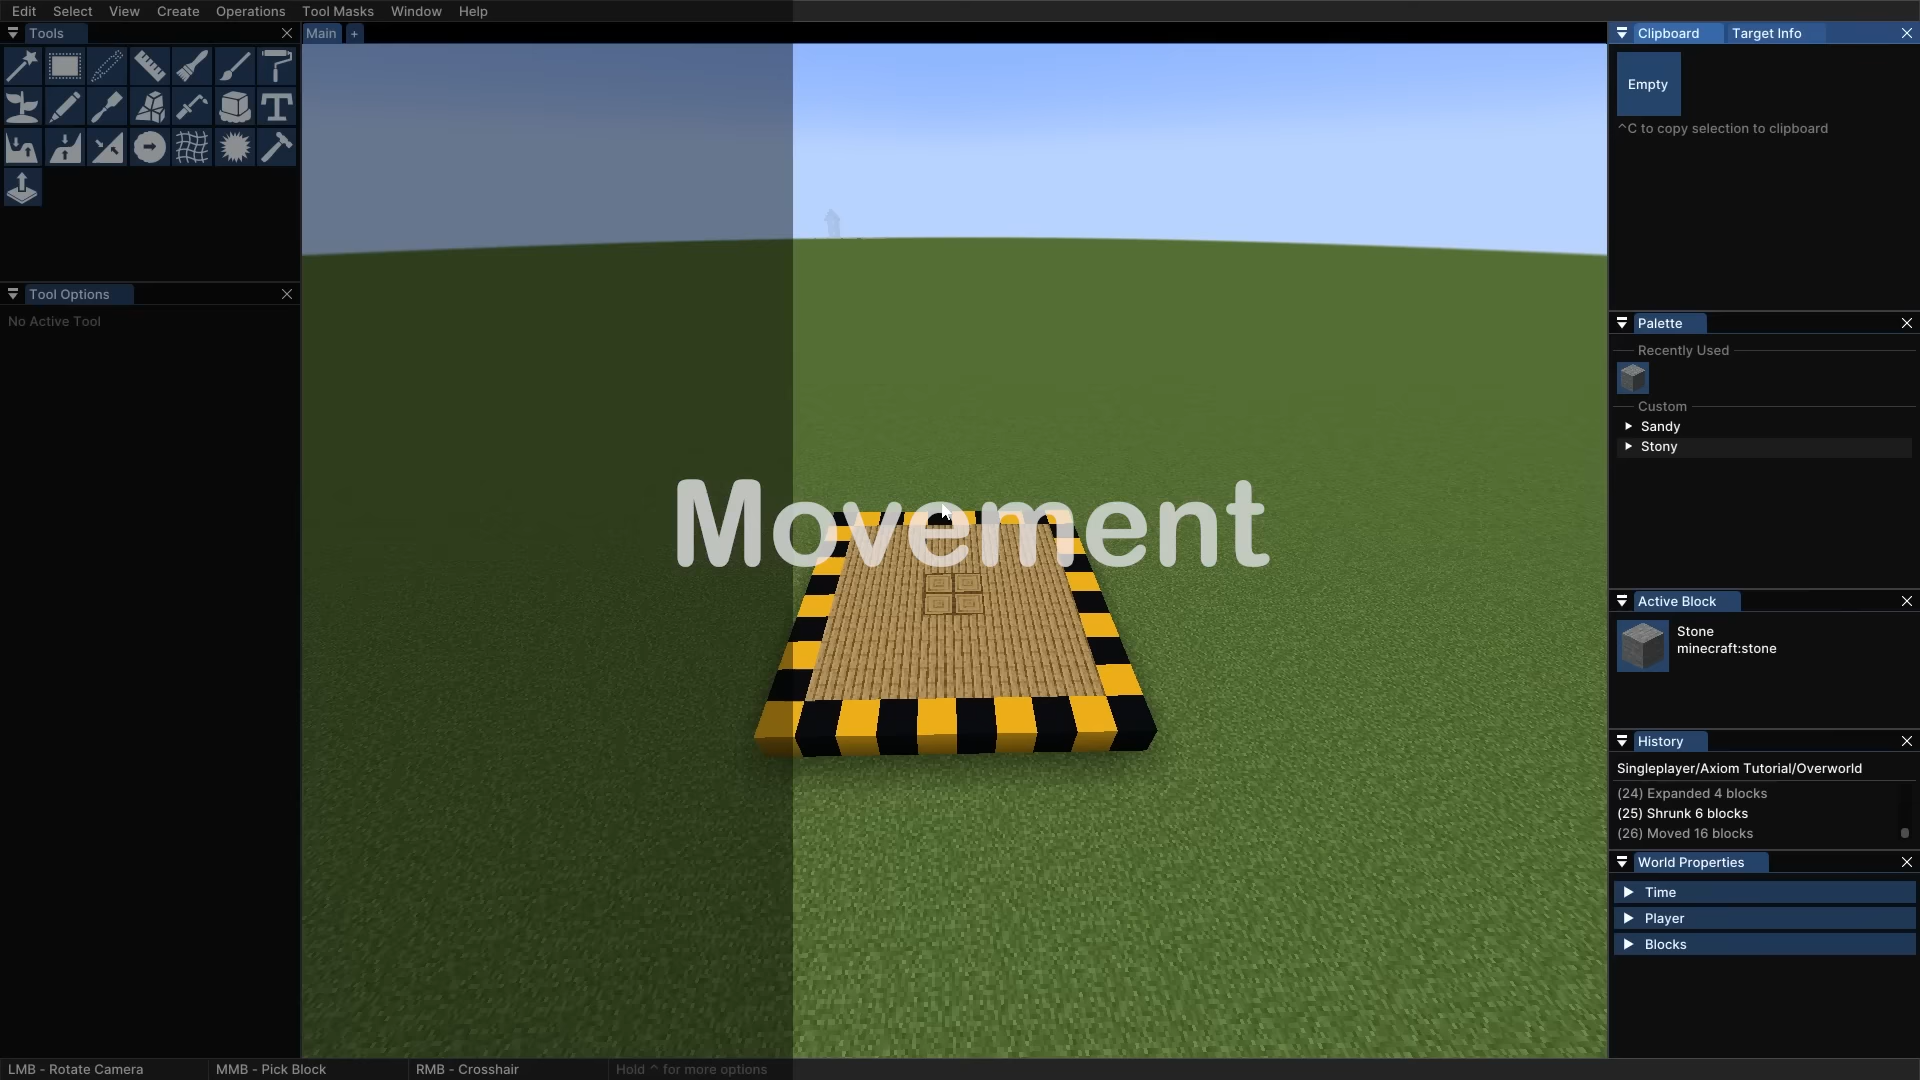 Edit Select View Create Operations Tool Masks Window Help
Tools
Main +
Clipboard Target Info
Empty
^C to copy selection to clipboard
Tool Options
No Active Tool
Palette
Recently Used
Custom
Sandy
Stony
Movement
Active Block
Stone
minecraft:stone
History
Singleplayer/Axiom Tutorial/Overworld
(24) Expanded 4 blocks
(25) Shrunk 6 blocks
(26) Moved 16 blocks
World Properties
Time
Player
Blocks
LMB - Rotate Camera MMB - Pick Block RMB - Crosshair Hold ^ for more options